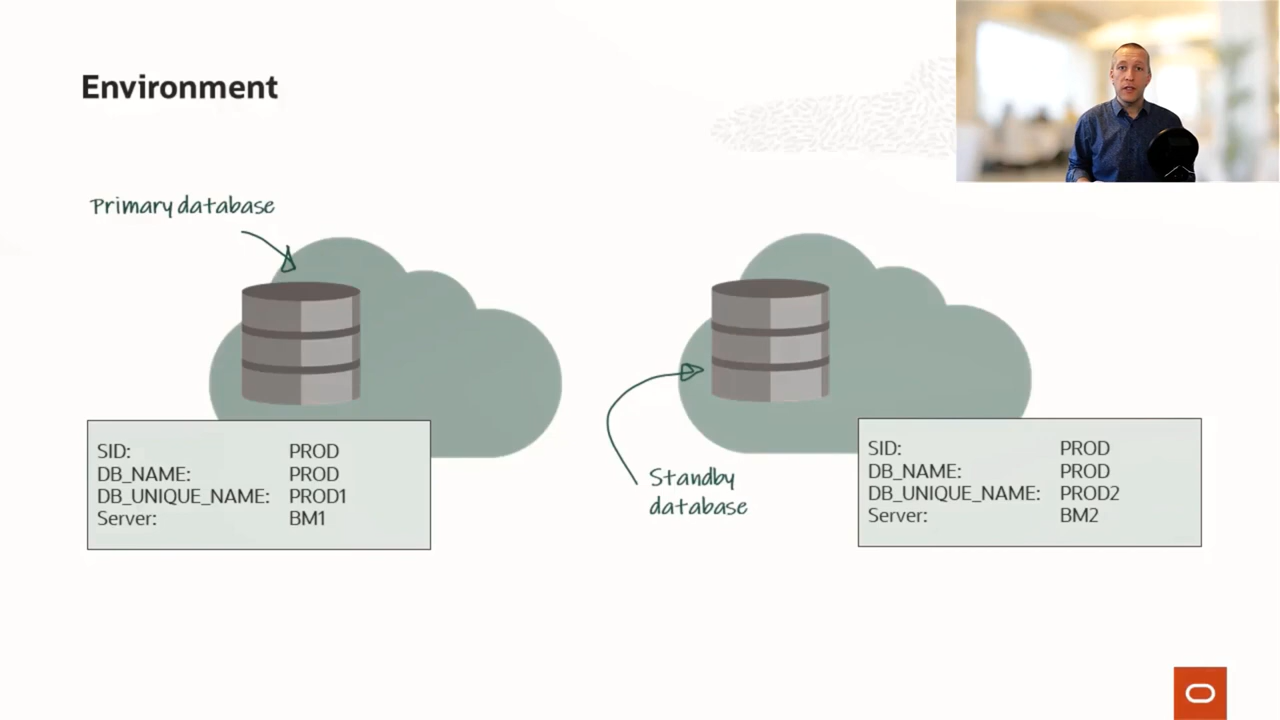 Environment
Primary database
SID: PROD
DB_NAME: PROD
DB_UNIQUE_NAME: PROD1
Server: BM1
Standby
database
SID: PROD
DB_NAME: PROD
DB_UNIQUE_NAME: PROD2
Server: BM2